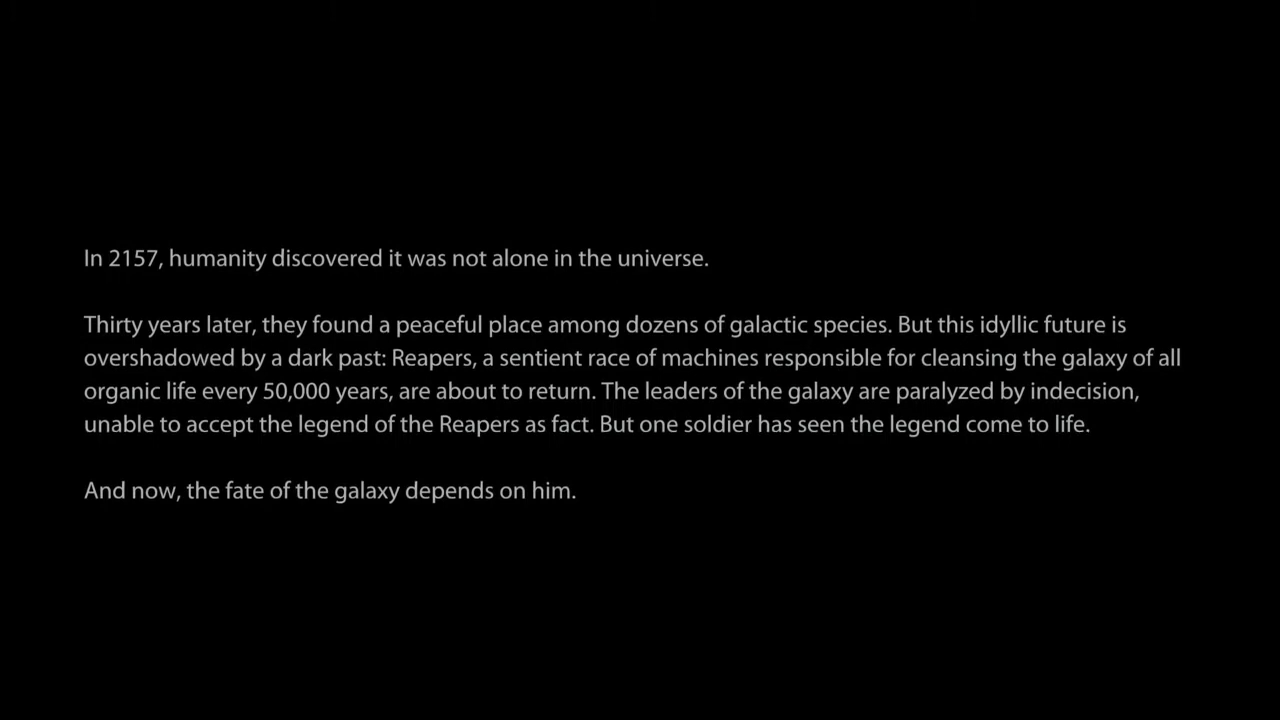 In 2157, humanity discovered it was not alone in the universe.
Thirty years later, they found a peaceful place among dozens of galactic species. But this idyllic future is
overshadowed by a dark past: Reapers, a sentient race of machines responsible for cleansing the galaxy of all
organic life every 50,000 years, are about to return. The leaders of the galaxy are paralyzed by indecision,
unable to accept the legend of the Reapers as fact. But one soldier has seen the legend come to life.
And now, the fate of the galaxy depends on him.